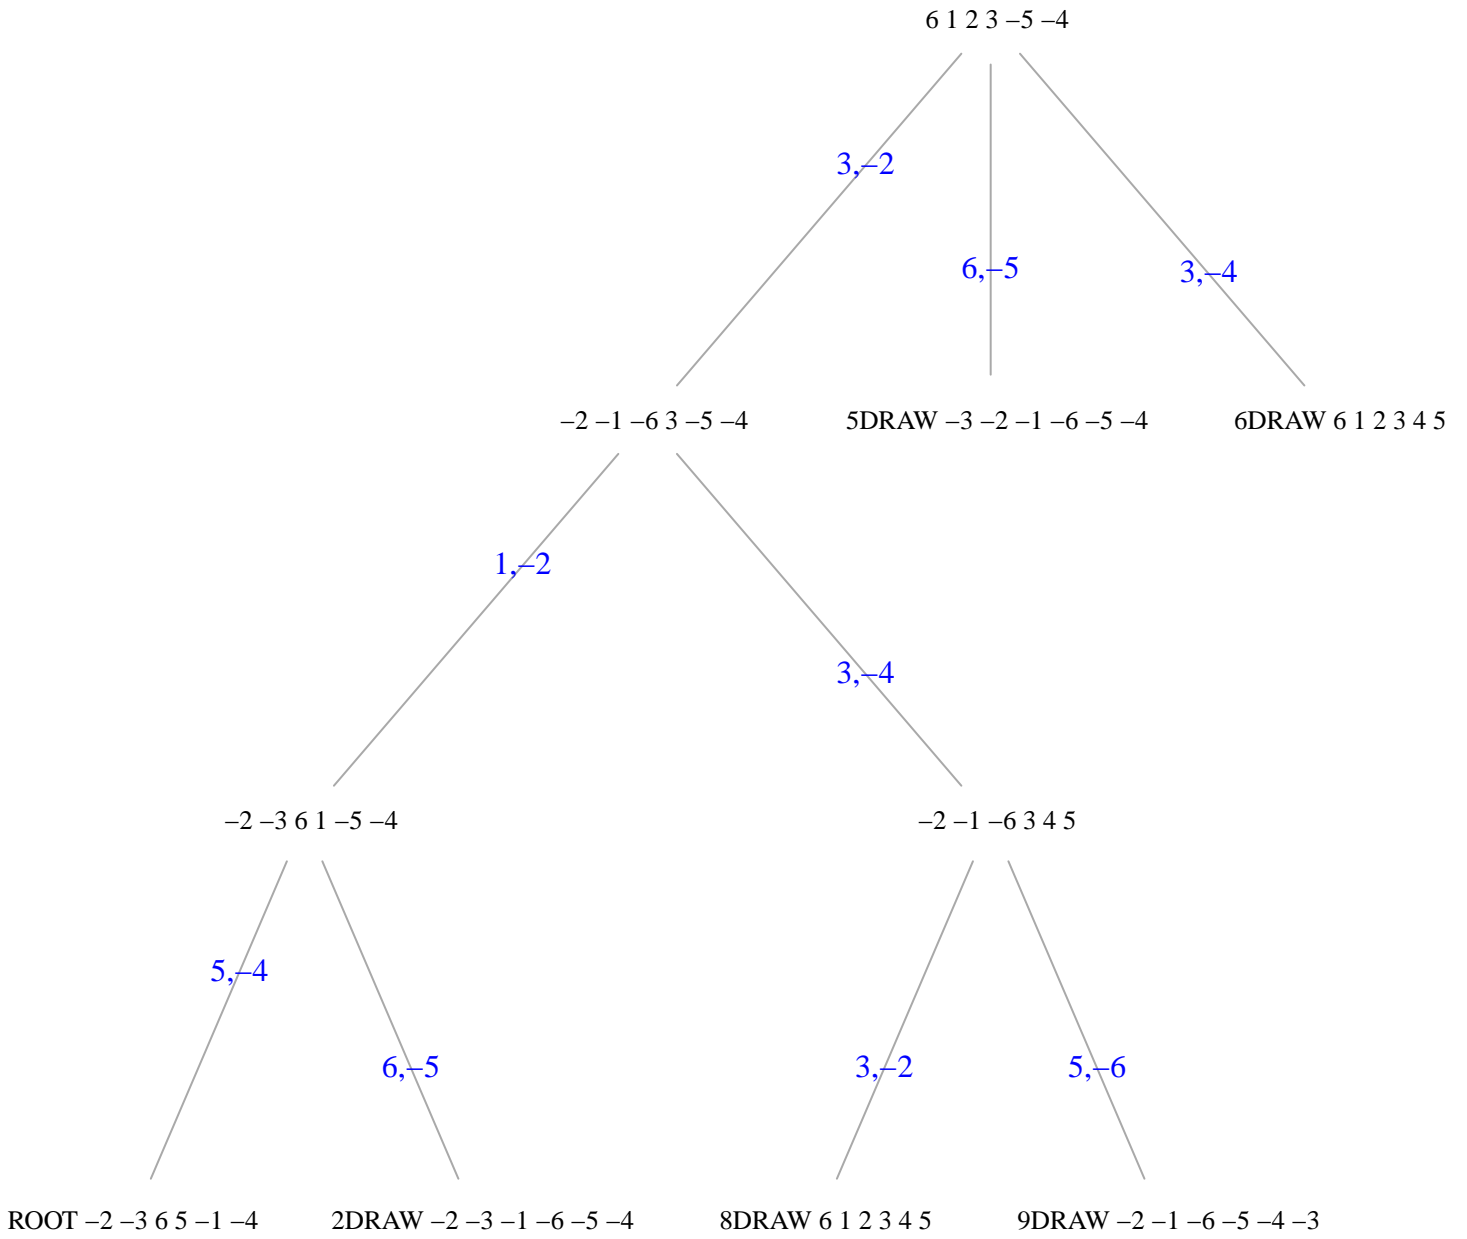 6 1 2 3 –5 –4
3,–2
6,–5
3,–4
–2 –1 –6 3 –5 –4
5DRAW –3 –2 –1 –6 –5 –4
6DRAW 6 1 2 3 4 5
1,–2
3,–4
–2 –3 6 1 –5 –4
–2 –1 –6 3 4 5
5,–4
6,–5
3,–2
5,–6
ROOT –2 –3 6 5 –1 –4
2DRAW –2 –3 –1 –6 –5 –4
8DRAW 6 1 2 3 4 5
9DRAW –2 –1 –6 –5 –4 –3